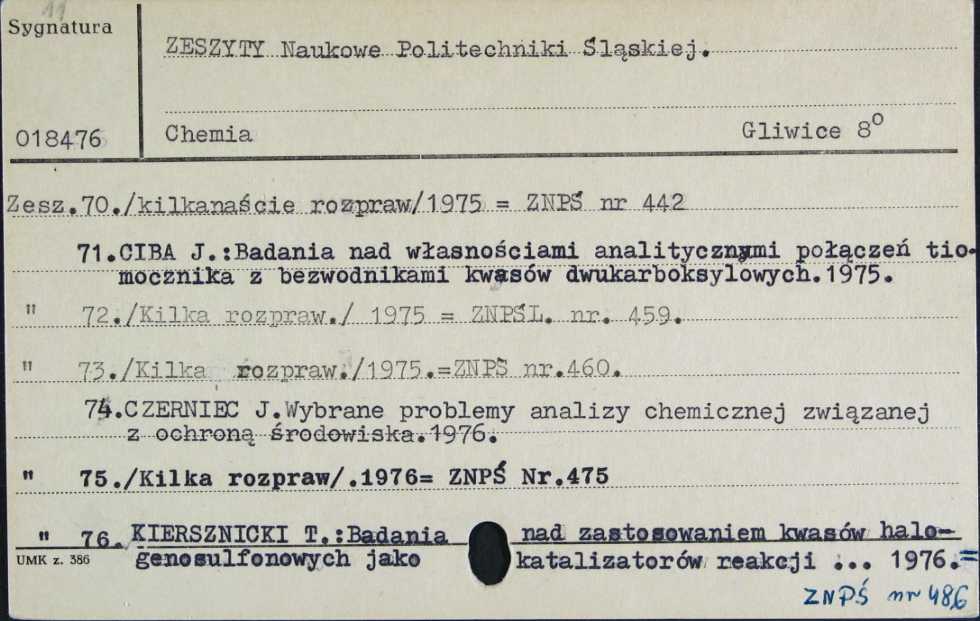 11
Sygnatura
ZESZYTY Naukowe Politechniki Śląskiej.
018476
Chemia Gliwice 8°
Zesz.70./kilkanaście rozpraw/1975 = ZNPŚ nr 442
71.CIBA J.:Badania nad własnościami analitycznymi połączeń tio-
mocznika z bezwodnikami kwasów dwukarboksylowych.1975.
" 72./Kilka rozpraw./ 1975 = ZNPŚL. nr. 459.
" 73./Kilka rozpraw./1975.=ZNPŚ nr.460.
74.CZERNIEC J.Wybrane problemy analizy chemicznej związanej
z ochroną środowiska.1976.
" 75./Kilka rozpraw/.1976= ZNPŚ Nr.475
" 76. KIERSZNICKI T.:Badania nad zastosowaniem kwasów halo-
UMK z. 386 genosulfonowych jako katalizatorów reakcji ... 1976.=
ZNPŚ nr 486